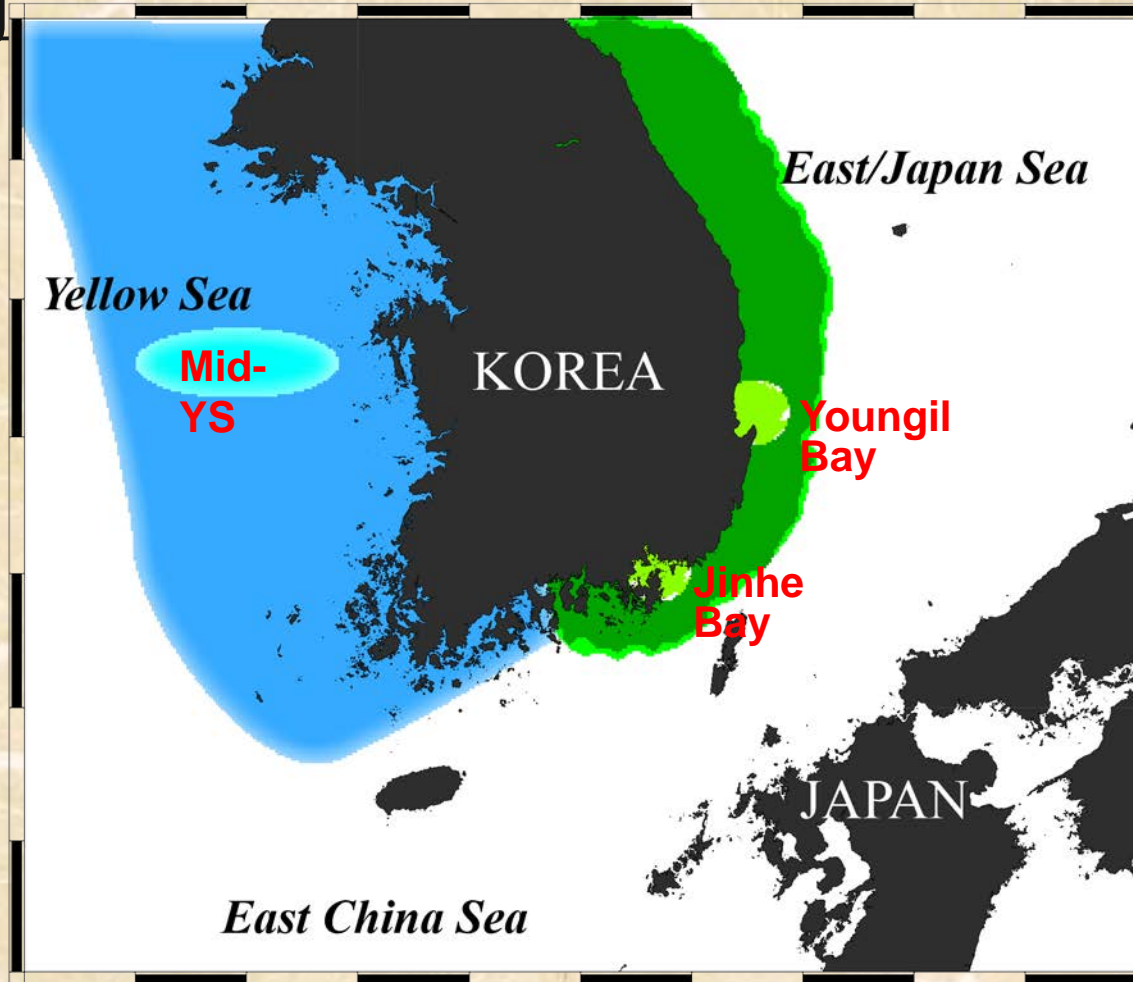 East/Japan Sea
Yellow Sea
Mid-
YS
KOREA
Youngil
Bay
Jinhe
Bay
JAPAN
East China Sea